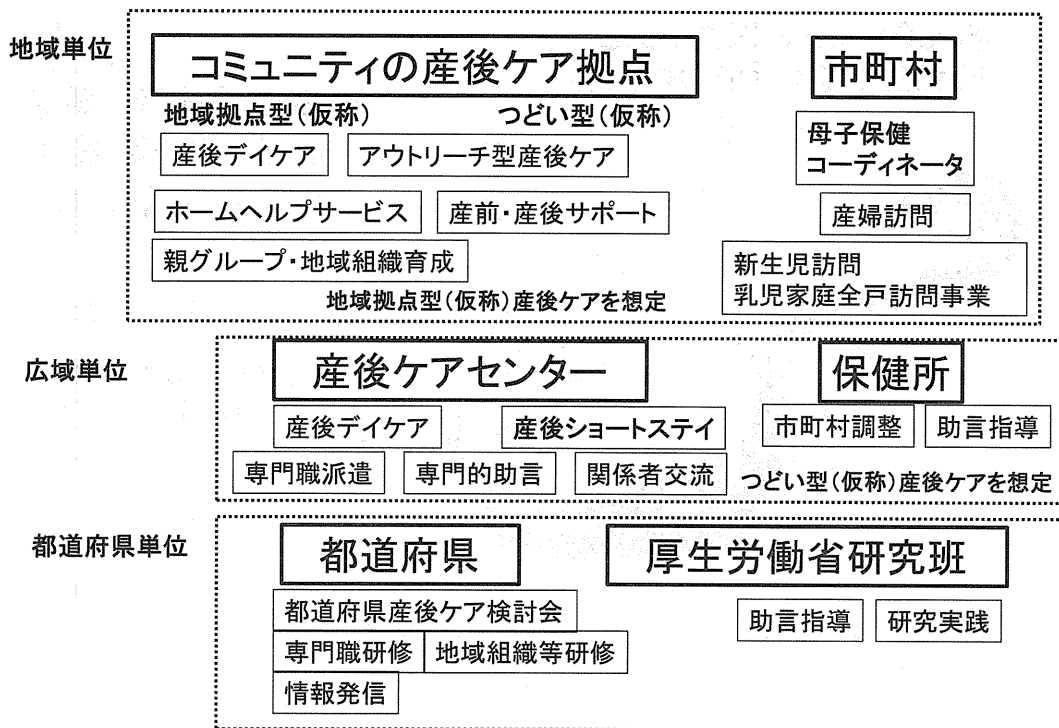 地域単位
コミュニティの産後ケア拠点
市町村
地域拠点型(仮称)
つどい型(仮称)
産後デイケア
アウトリーチ型産後ケア
母子保健
コーディネータ
ホームヘルプサービス
産前・産後サポート
産婦訪問
親グループ・地域組織育成
新生児訪問
乳児家庭全戸訪問事業
地域拠点型(仮称)産後ケアを想定
広域単位
産後ケアセンター
保健所
産後デイケア
産後ショートステイ
市町村調整
助言指導
専門職派遣
専門的助言
関係者交流
つどい型(仮称)産後ケアを想定
都道府県単位
都道府県
厚生労働省研究班
都道府県産後ケア検討会
助言指導
研究実践
専門職研修
地域組織等研修
情報発信